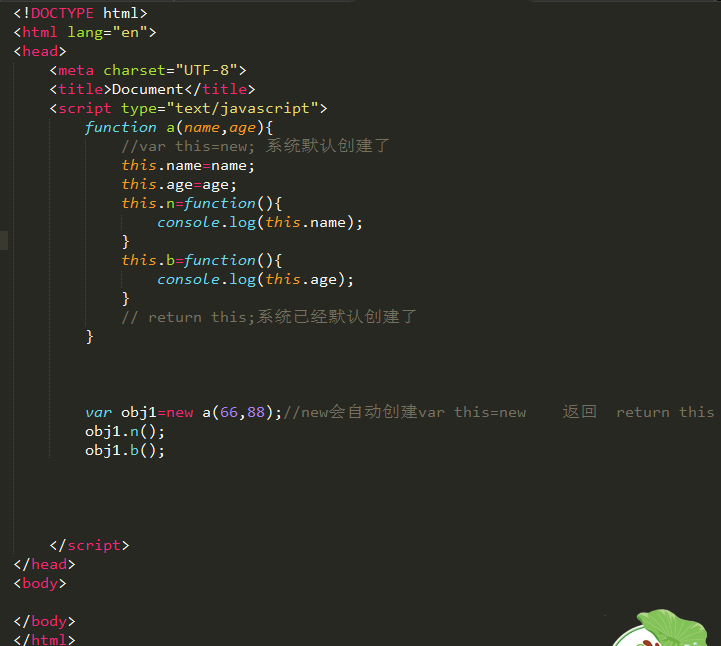 <!DOCTYPE html>
<html lang="en">
<head>
<meta charset="UTF-8">
<title>Document</title>
<script type="text/javascript">
function a(name,age){
//var this=new; 系统默认创建了
this.name=name;
this.age=age;
this.n=function(){
console.log(this.name);
}
this.b=function(){
console.log(this.age);
}
// return this;系统已经默认创建了
}
var obj1=new a(66,88);//new会自动创建var this=new 返回 return this
obj1.n();
obj1.b();
</script>
</head>
<body>
</body>
</html>